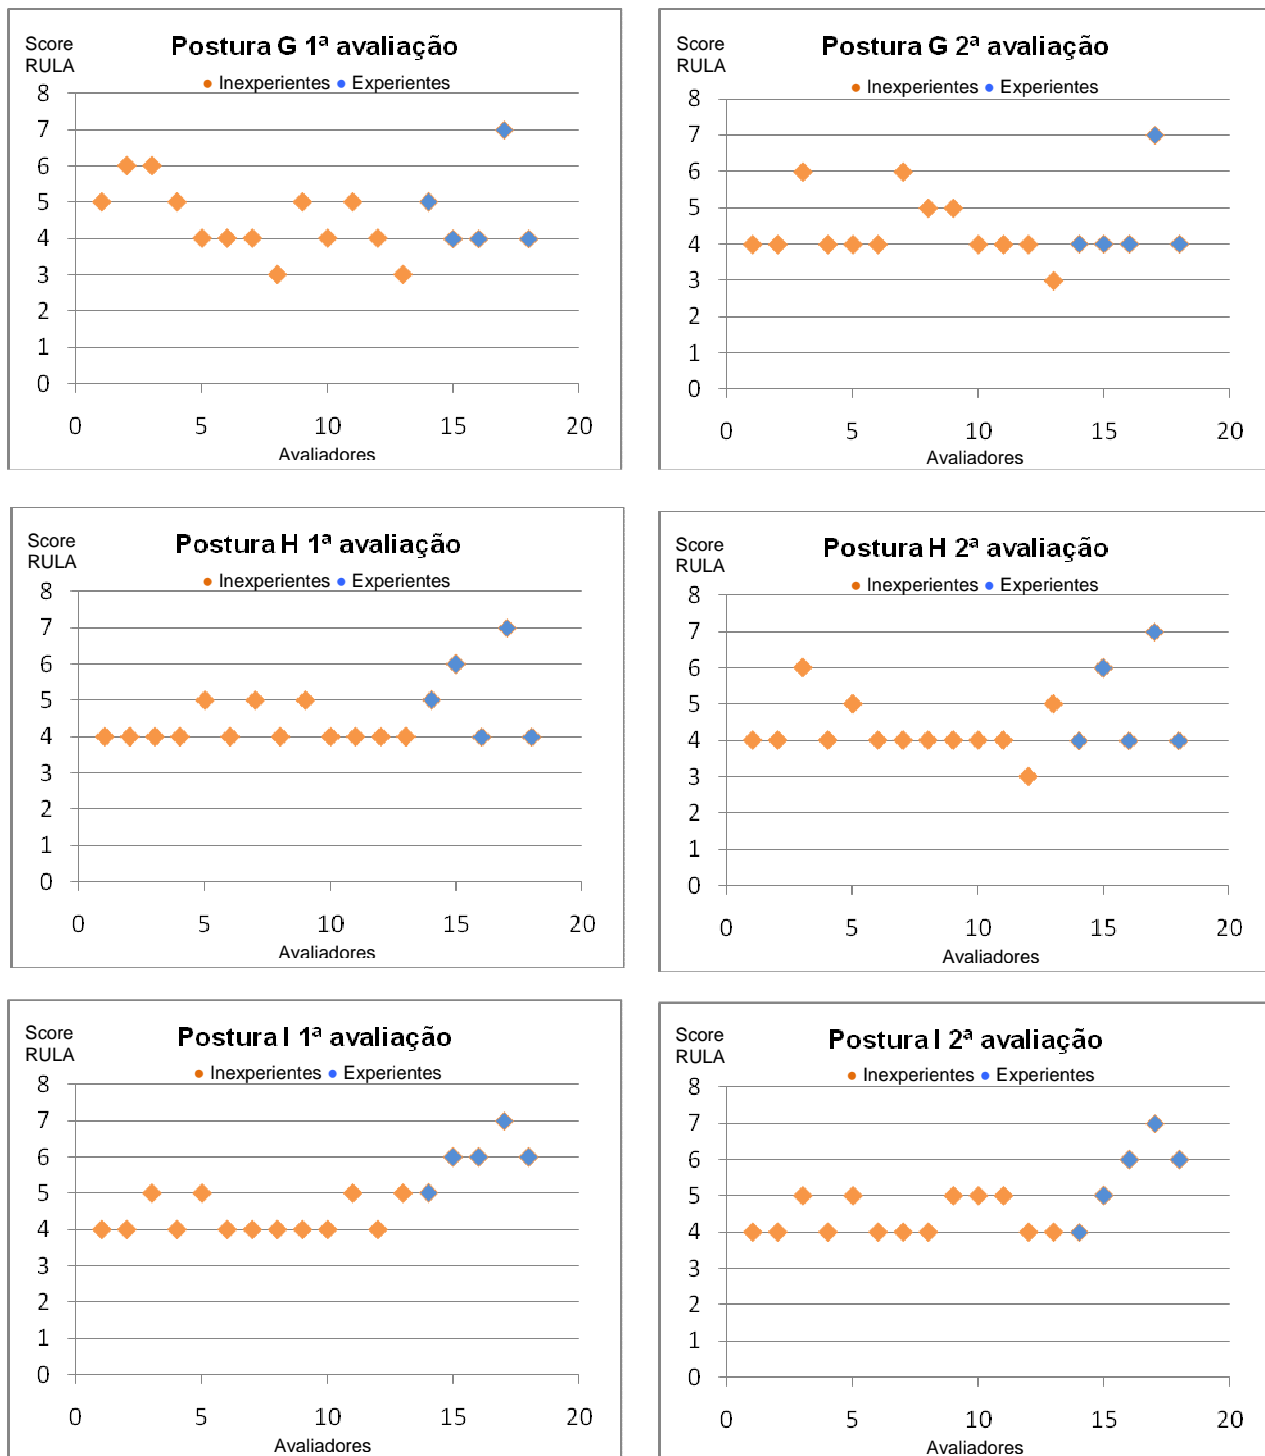 Postura G 1ª avaliação
Score
RULA
Inexperientes Experientes
8
7
6
5
4
3
2
1
0
0 5 10 15 20
Avaliadores
Postura G 2ª avaliação
Score
RULA
Inexperientes Experientes
8
7
6
5
4
3
2
1
0
0 5 10 15 20
Avaliadores
Postura H 1ª avaliação
Score
RULA
Inexperientes Experientes
8
7
6
5
4
3
2
1
0
0 5 10 15 20
Avaliadores
Postura H 2ª avaliação
Score
RULA
Inexperientes Experientes
8
7
6
5
4
3
2
1
0
0 5 10 15 20
Avaliadores
Postura I 1ª avaliação
Score
RULA
Inexperientes Experientes
8
7
6
5
4
3
2
1
0
0 5 10 15 20
Avaliadores
Postura I 2ª avaliação
Score
RULA
Inexperientes Experientes
8
7
6
5
4
3
2
1
0
0 5 10 15 20
Avaliadores